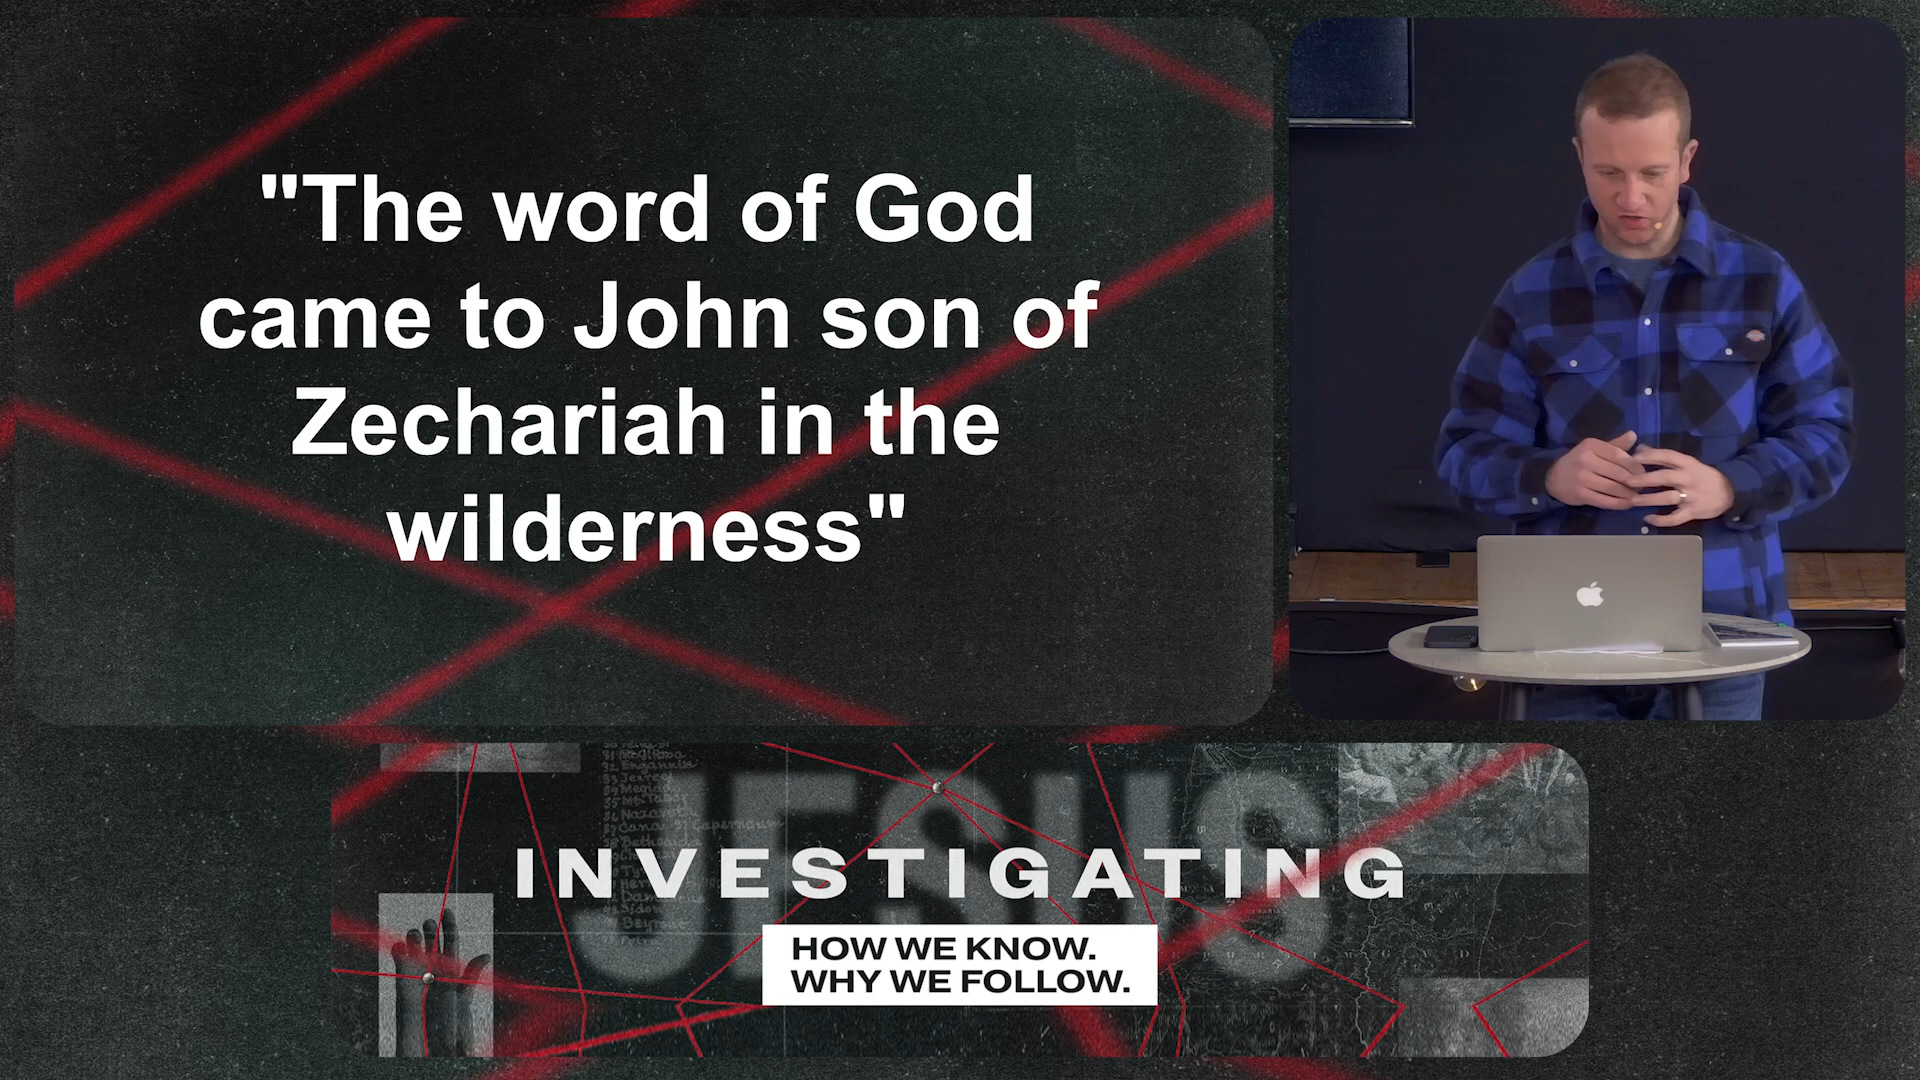 "The word of God
came to John son of
Zechariah in the
wilderness"
JESUS
INVESTIGATING
HOW WE KNOW.
WHY WE FOLLOW.